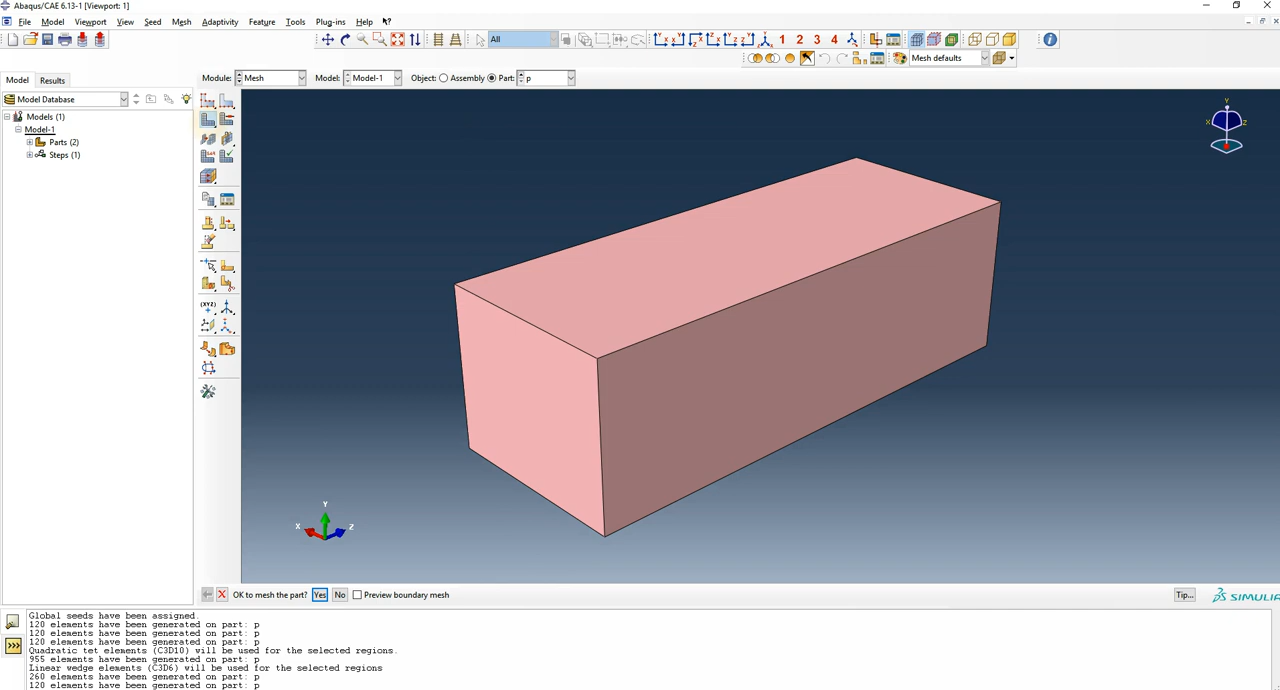 Abaqus/CAE 6.13-1 [Viewport: 1]
File Model Viewport View Seed Mesh Adaptivity Feature Tools Plug-ins Help
All 1 2 3 4 i
Mesh defaults
Model Results Module: Mesh Model: Model-1 Object: Assembly Part: p
Model Database
Models (1)
Model-1
Parts (2)
Steps (1)
(XYZ)
Y
X Z
Y
X Z
OK to mesh the part? Yes No Preview boundary mesh Tip... SIMULIA
Global seeds have been assigned.
120 elements have been generated on part: p
120 elements have been generated on part: p
120 elements have been generated on part: p
Quadratic tet elements (C3D10) will be used for the selected regions.
955 elements have been generated on part: p
Linear wedge elements (C3D6) will be used for the selected regions
260 elements have been generated on part: p
120 elements have been generated on part: p
>>>